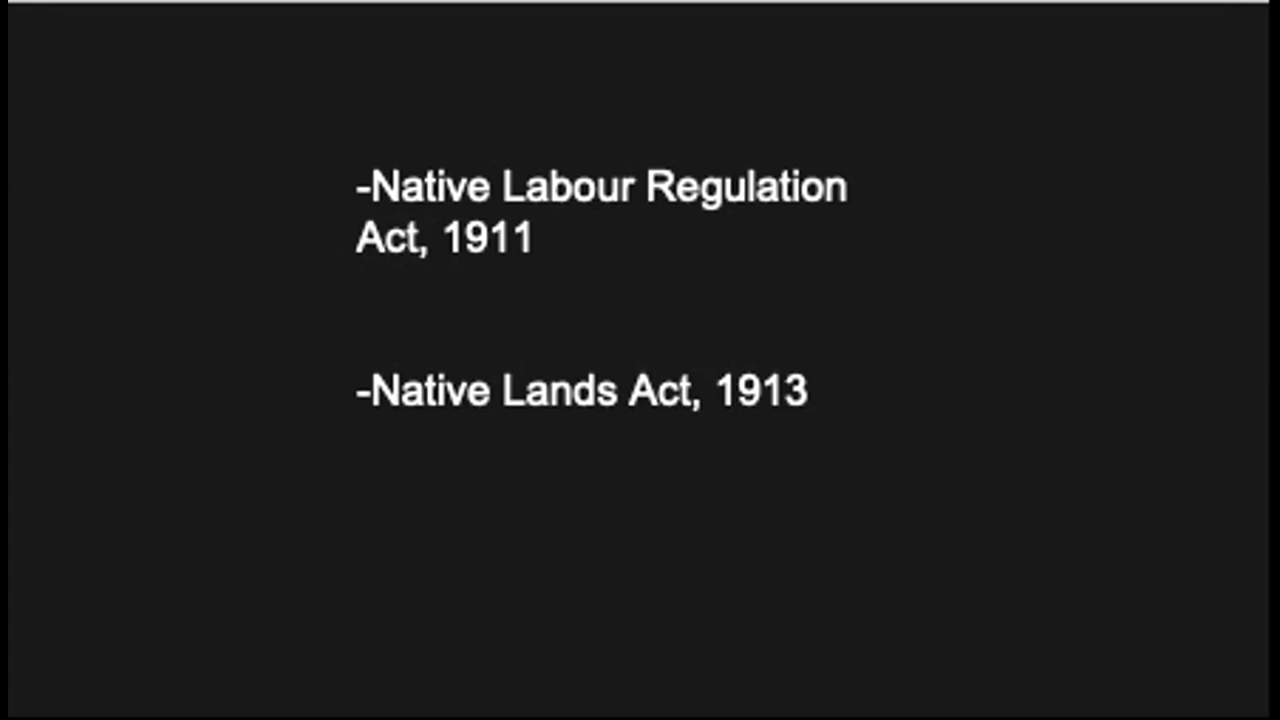 -Native Labour Regulation
Act, 1911
-Native Lands Act, 1913